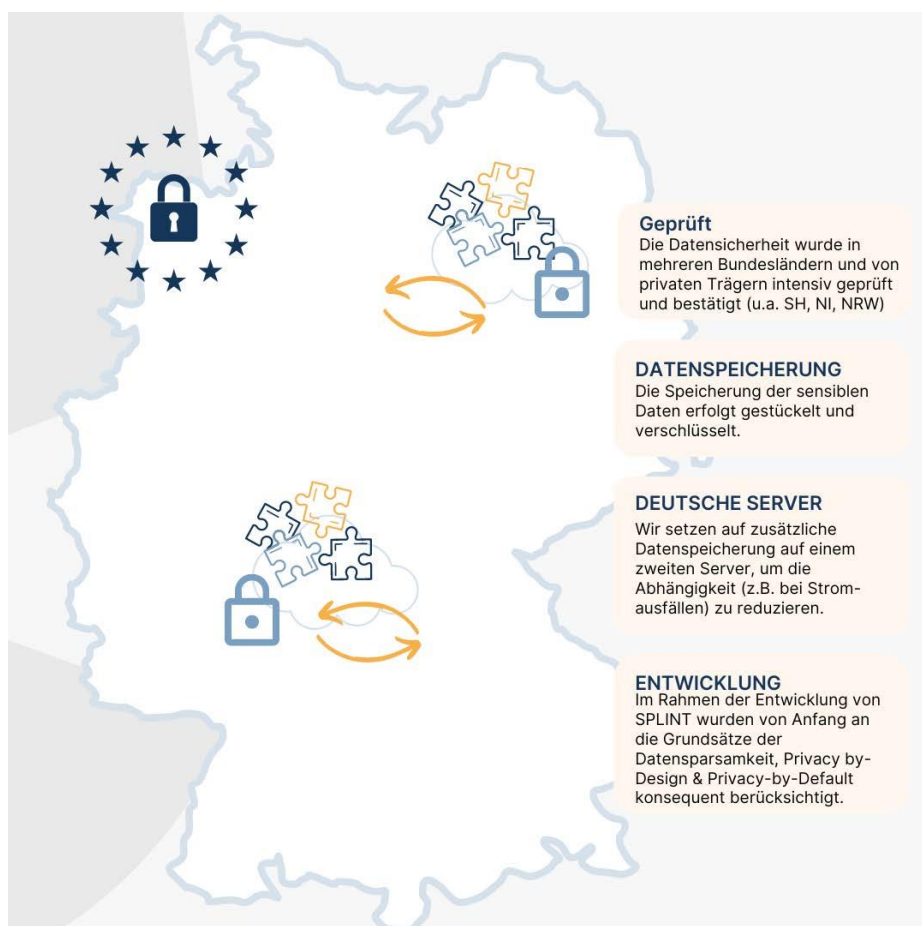 Geprüft
Die Datensicherheit wurde in
mehreren Bundesländern und von
privaten Trägern intensiv geprüft
und bestätigt (u.a. SH, NI, NRW)
DATENSPEICHERUNG
Die Speicherung der sensiblen
Daten erfolgt gestückelt und
verschlüsselt.
DEUTSCHE SERVER
Wir setzen auf zusätzliche
Datenspeicherung auf einem
zweiten Server, um die
Abhängigkeit (z.B. bei Strom-
ausfällen) zu reduzieren.
ENTWICKLUNG
Im Rahmen der Entwicklung von
SPLINT wurden von Anfang an
die Grundsätze der
Datensparsamkeit, Privacy by-
Design & Privacy-by-Default
konsequent berücksichtigt.